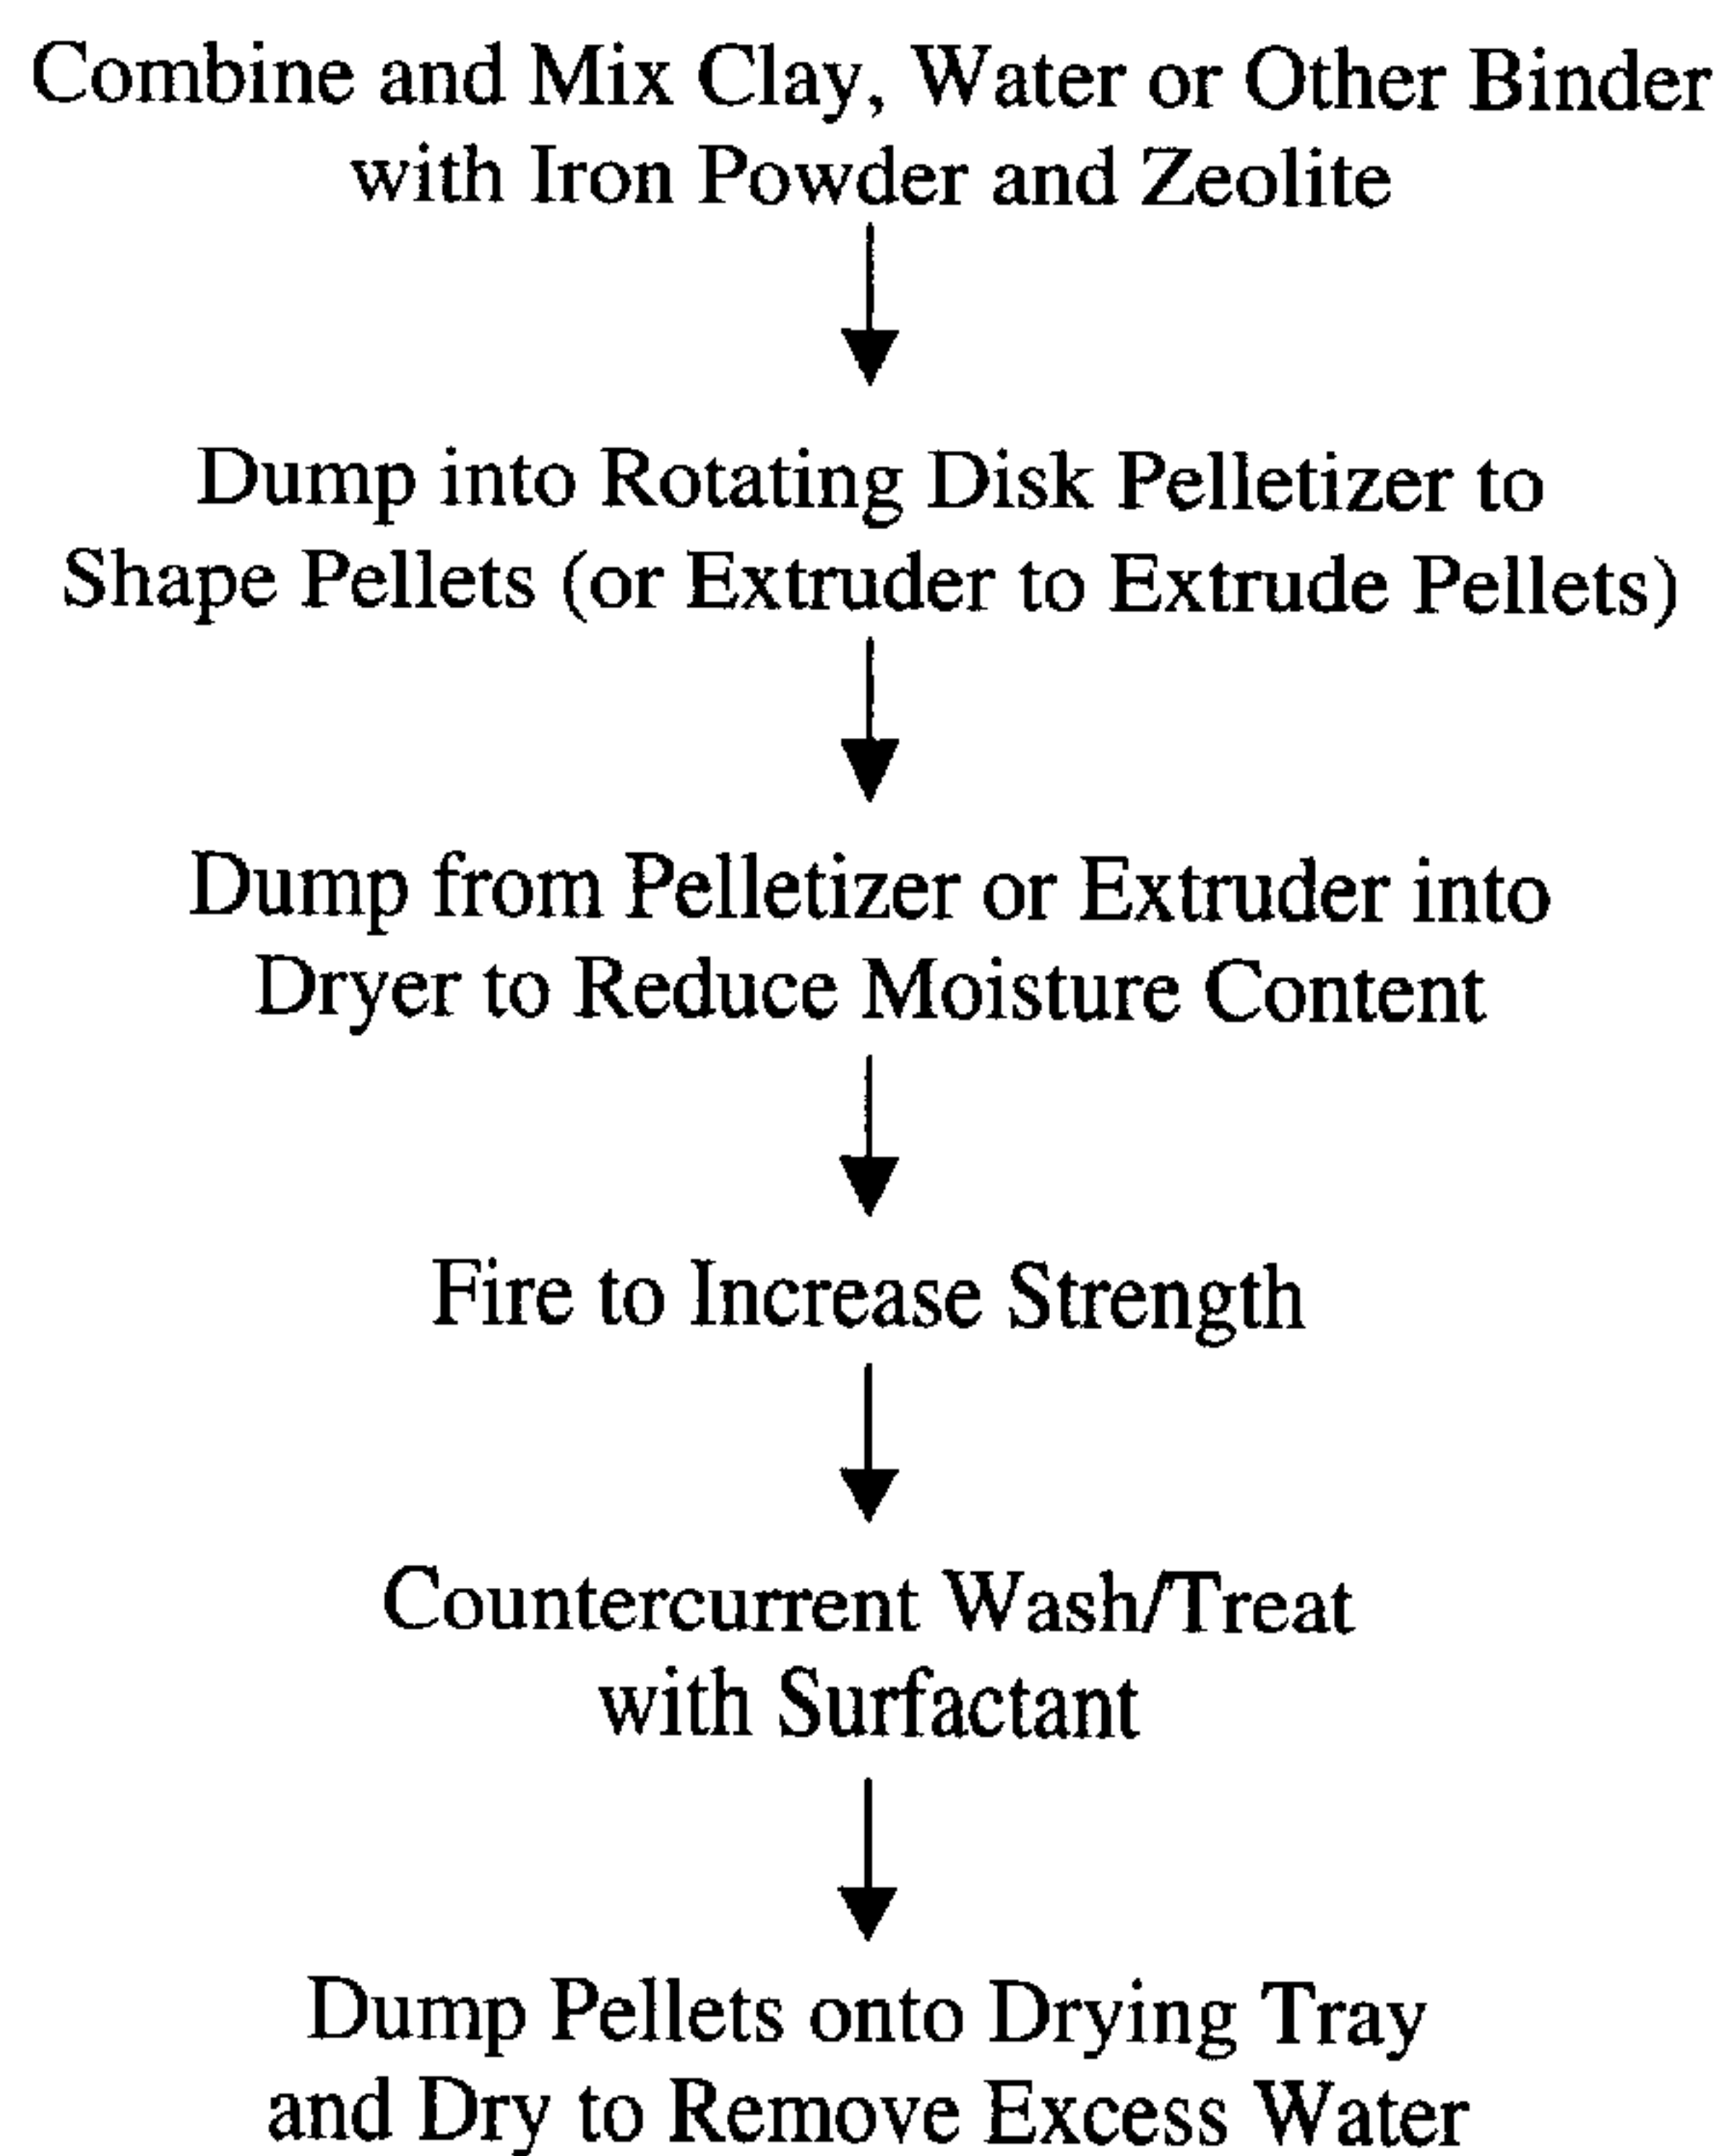 Combine and Mix Clay, Water or Other Binder
with Iron Powder and Zeolite
Dump into Rotating Disk Pelletizer to
Shape Pellets (or Extruder to Extrude Pellets)
Dump from Pelletizer or Extruder into
Dryer to Reduce Moisture Content
Fire to Increase Strength
Countercurrent Wash/Treat
with Surfactant
Dump Pellets onto Drying Tray
and Dry to Remove Excess Water